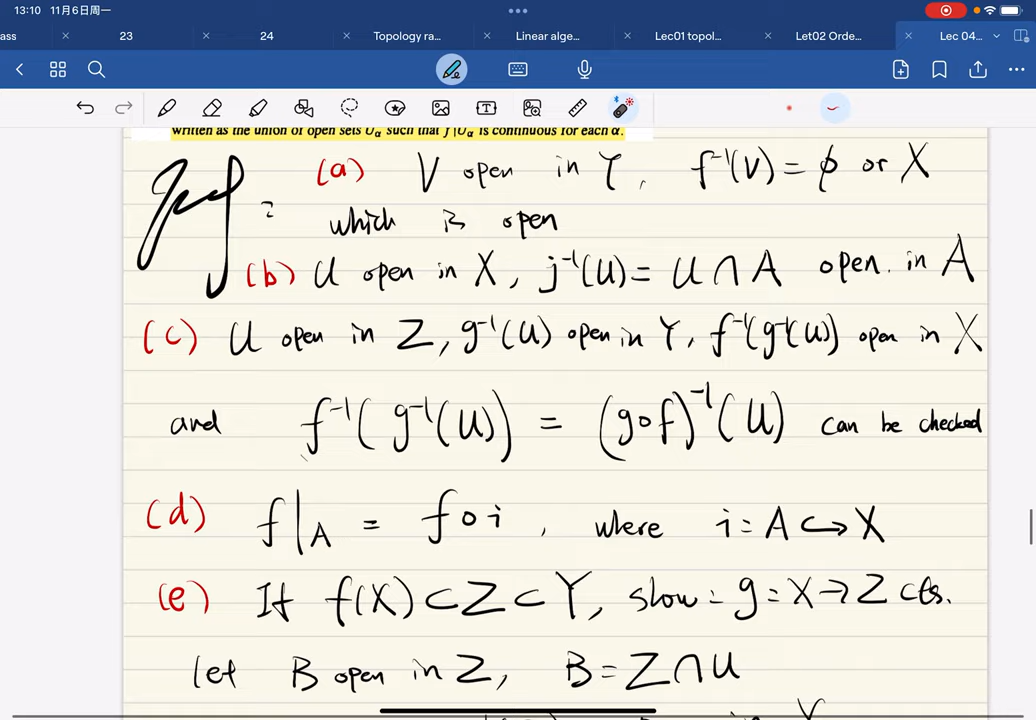 13:10 11月6日周一
ass 23 24 Topology ra... Linear alge... Lec01 topol... Let02 Orde... Lec 04...
written as the union of open sets Uα such that f|Uα is continuous for each α.
(a) V open in Y, f⁻¹(V) = ϕ or X
which is open
(b) U open in X, j⁻¹(U) = U ∩ A open. in A
(c) U open in Z, g⁻¹(U) open in Y, f⁻¹(g⁻¹(U)) open in X
and f⁻¹(g⁻¹(U)) = (g∘f)⁻¹(U) can be checked
(d) f|A = f∘i, where i: A ↪ X
(e) If f(X) ⊂ Z ⊂ Y, show: g: X → Z cts.
let B open in Z, B = Z ∩ U